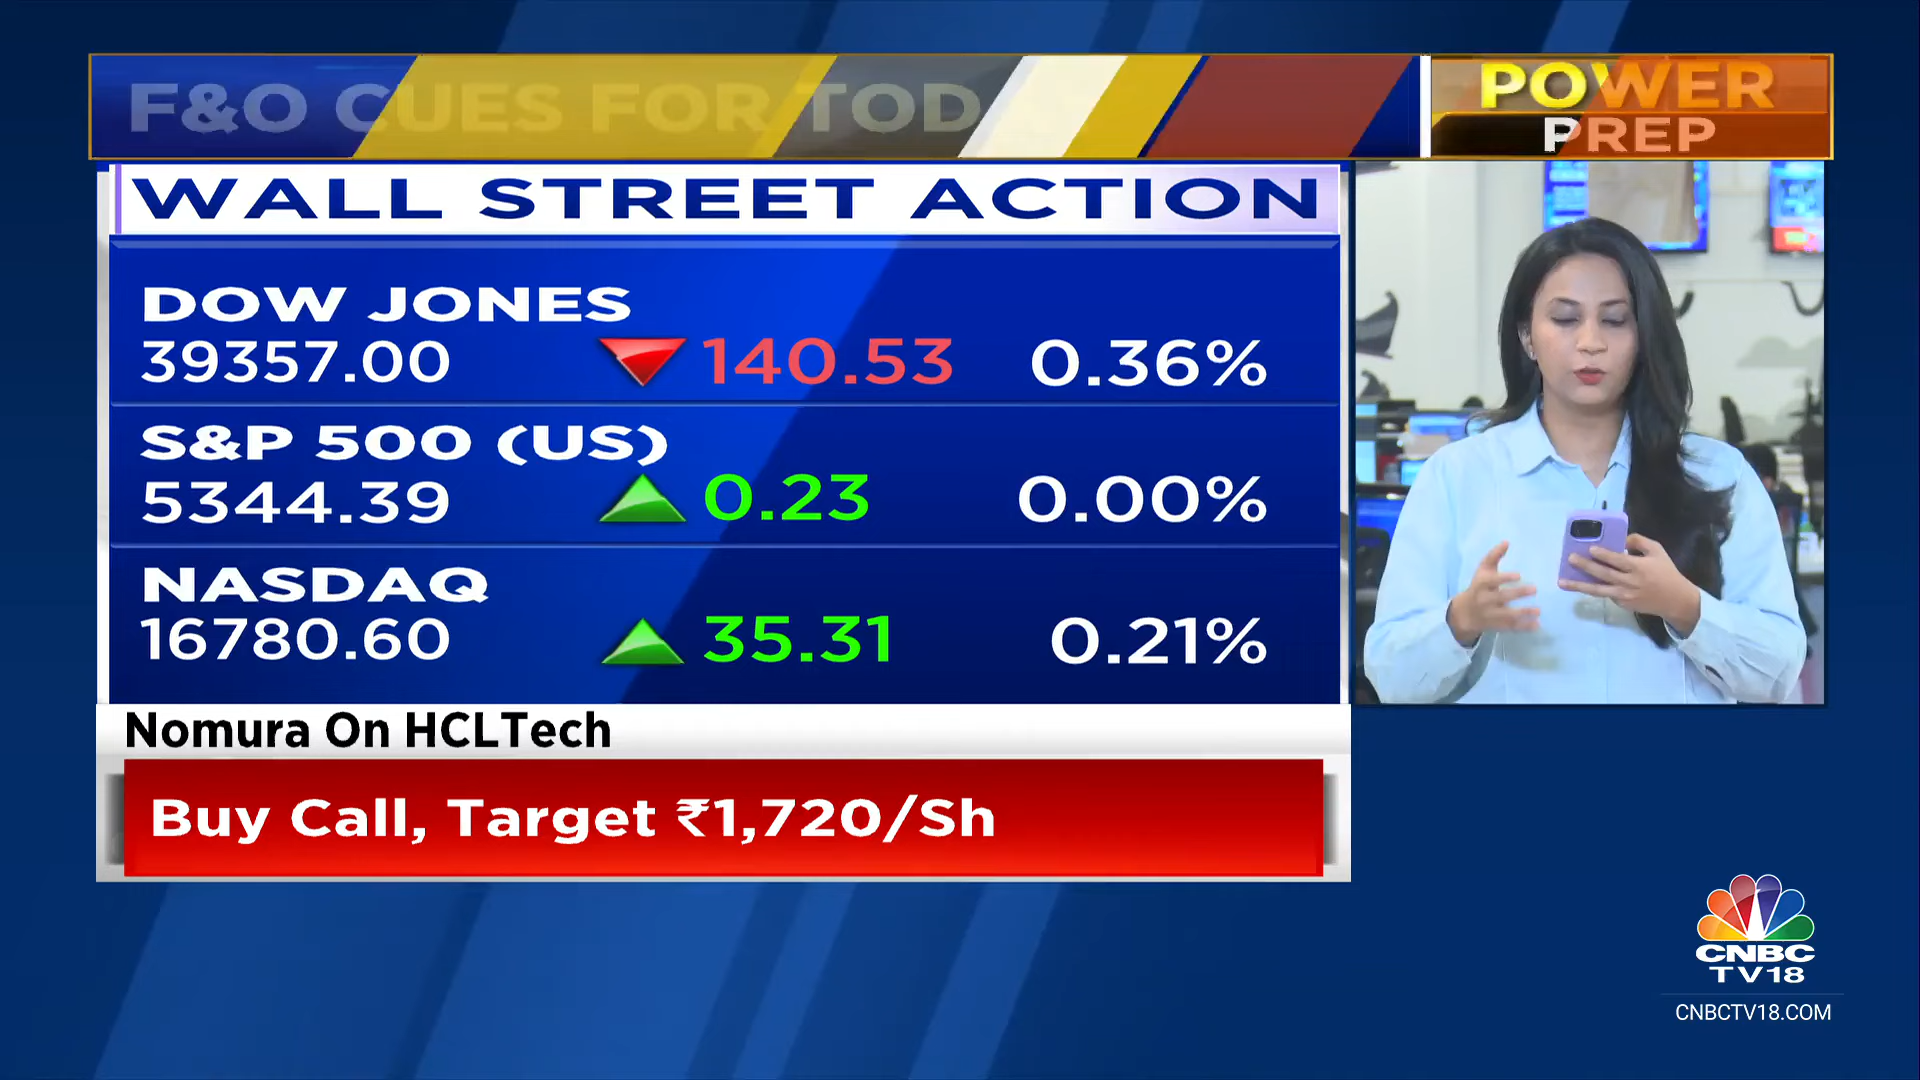 F&O CUES FOR TOD
POWER
PREP
WALL STREET ACTION
DOW JONES
39357.00 140.53 0.36%
S&P 500 (US)
5344.39 0.23 0.00%
NASDAQ
16780.60 35.31 0.21%
Nomura On HCLTech
Buy Call, Target ₹1,720/Sh
CNBC
TV18
CNBCTV18.COM